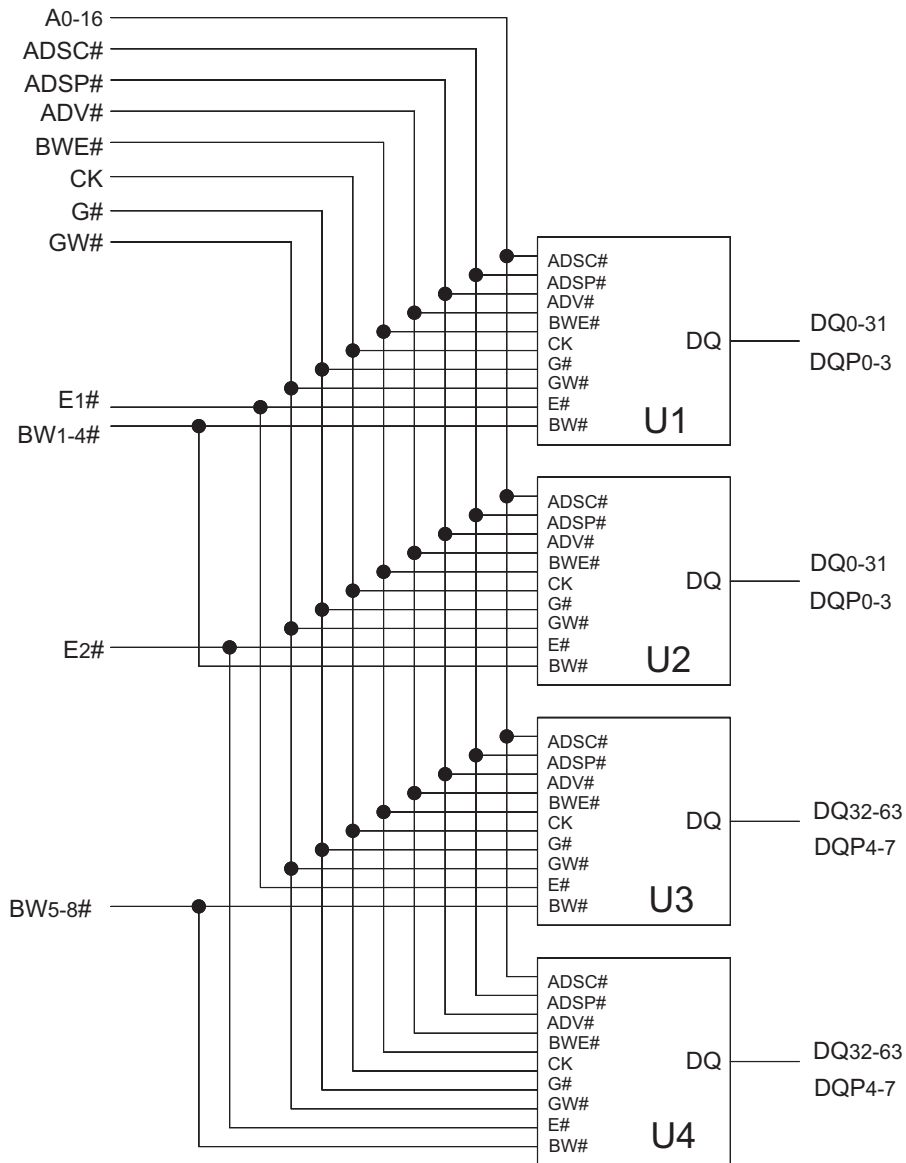 A0-16
ADSC#
ADSP#
ADV#
BWE#
CK
G#
GW#
E1#
BW1-4#
ADSC#
ADSP#
ADV#
BWE#
CK
G#
GW#
E#
BW#
DQ
U1
DQ0-31
DQP0-3
E2#
ADSC#
ADSP#
ADV#
BWE#
CK
G#
GW#
E#
BW#
DQ
U2
DQ0-31
DQP0-3
BW5-8#
ADSC#
ADSP#
ADV#
BWE#
CK
G#
GW#
E#
BW#
DQ
U3
DQ32-63
DQP4-7
ADSC#
ADSP#
ADV#
BWE#
CK
G#
GW#
E#
BW#
DQ
U4
DQ32-63
DQP4-7